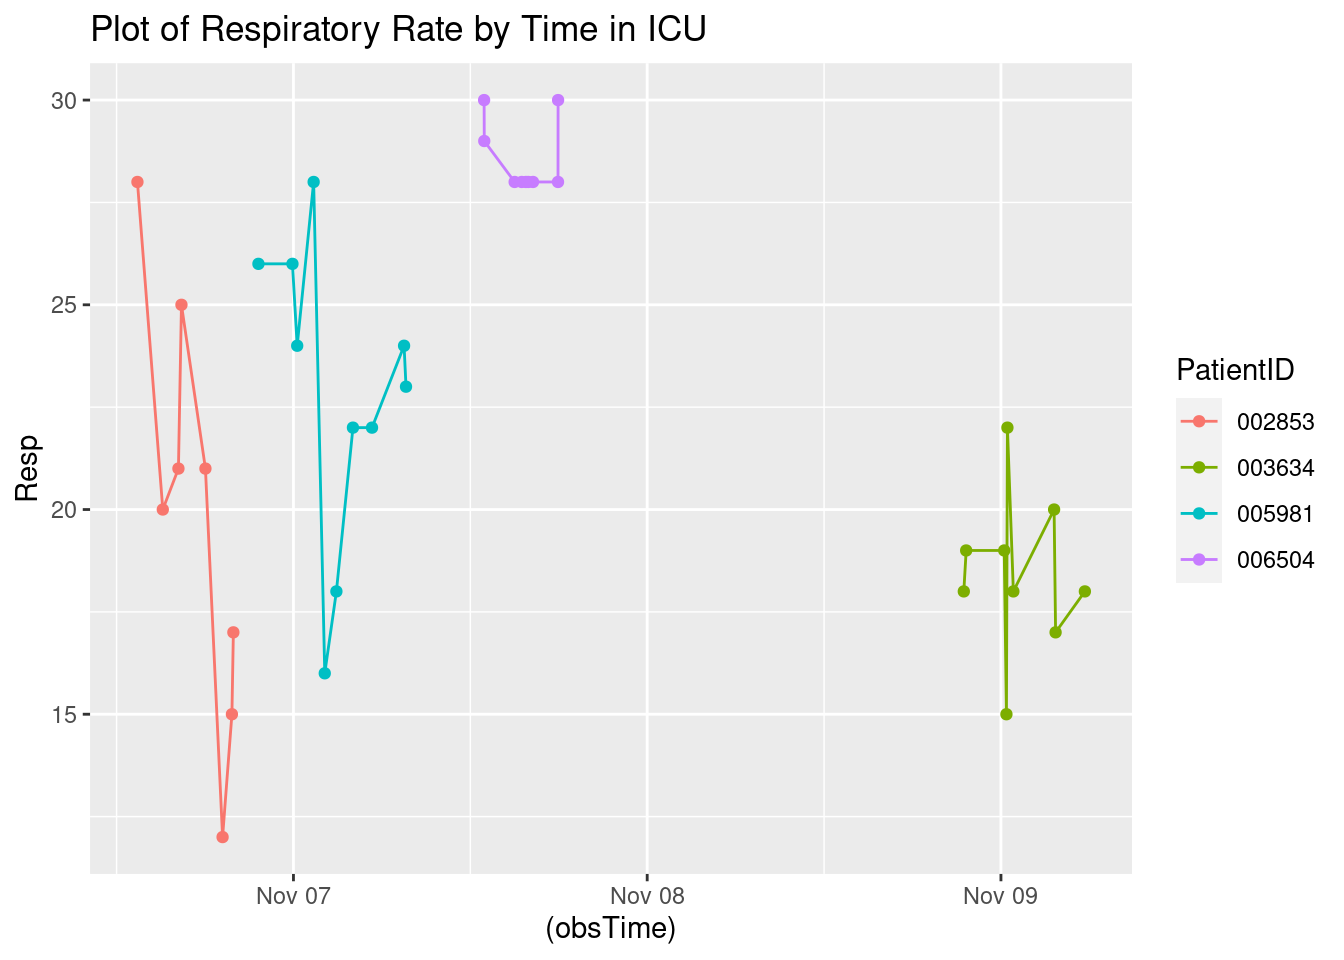 Plot of Respiratory Rate by Time in ICU
30
25
20
15
Resp
Nov 07
Nov 08
Nov 09
(obsTime)
PatientID
002853
003634
005981
006504